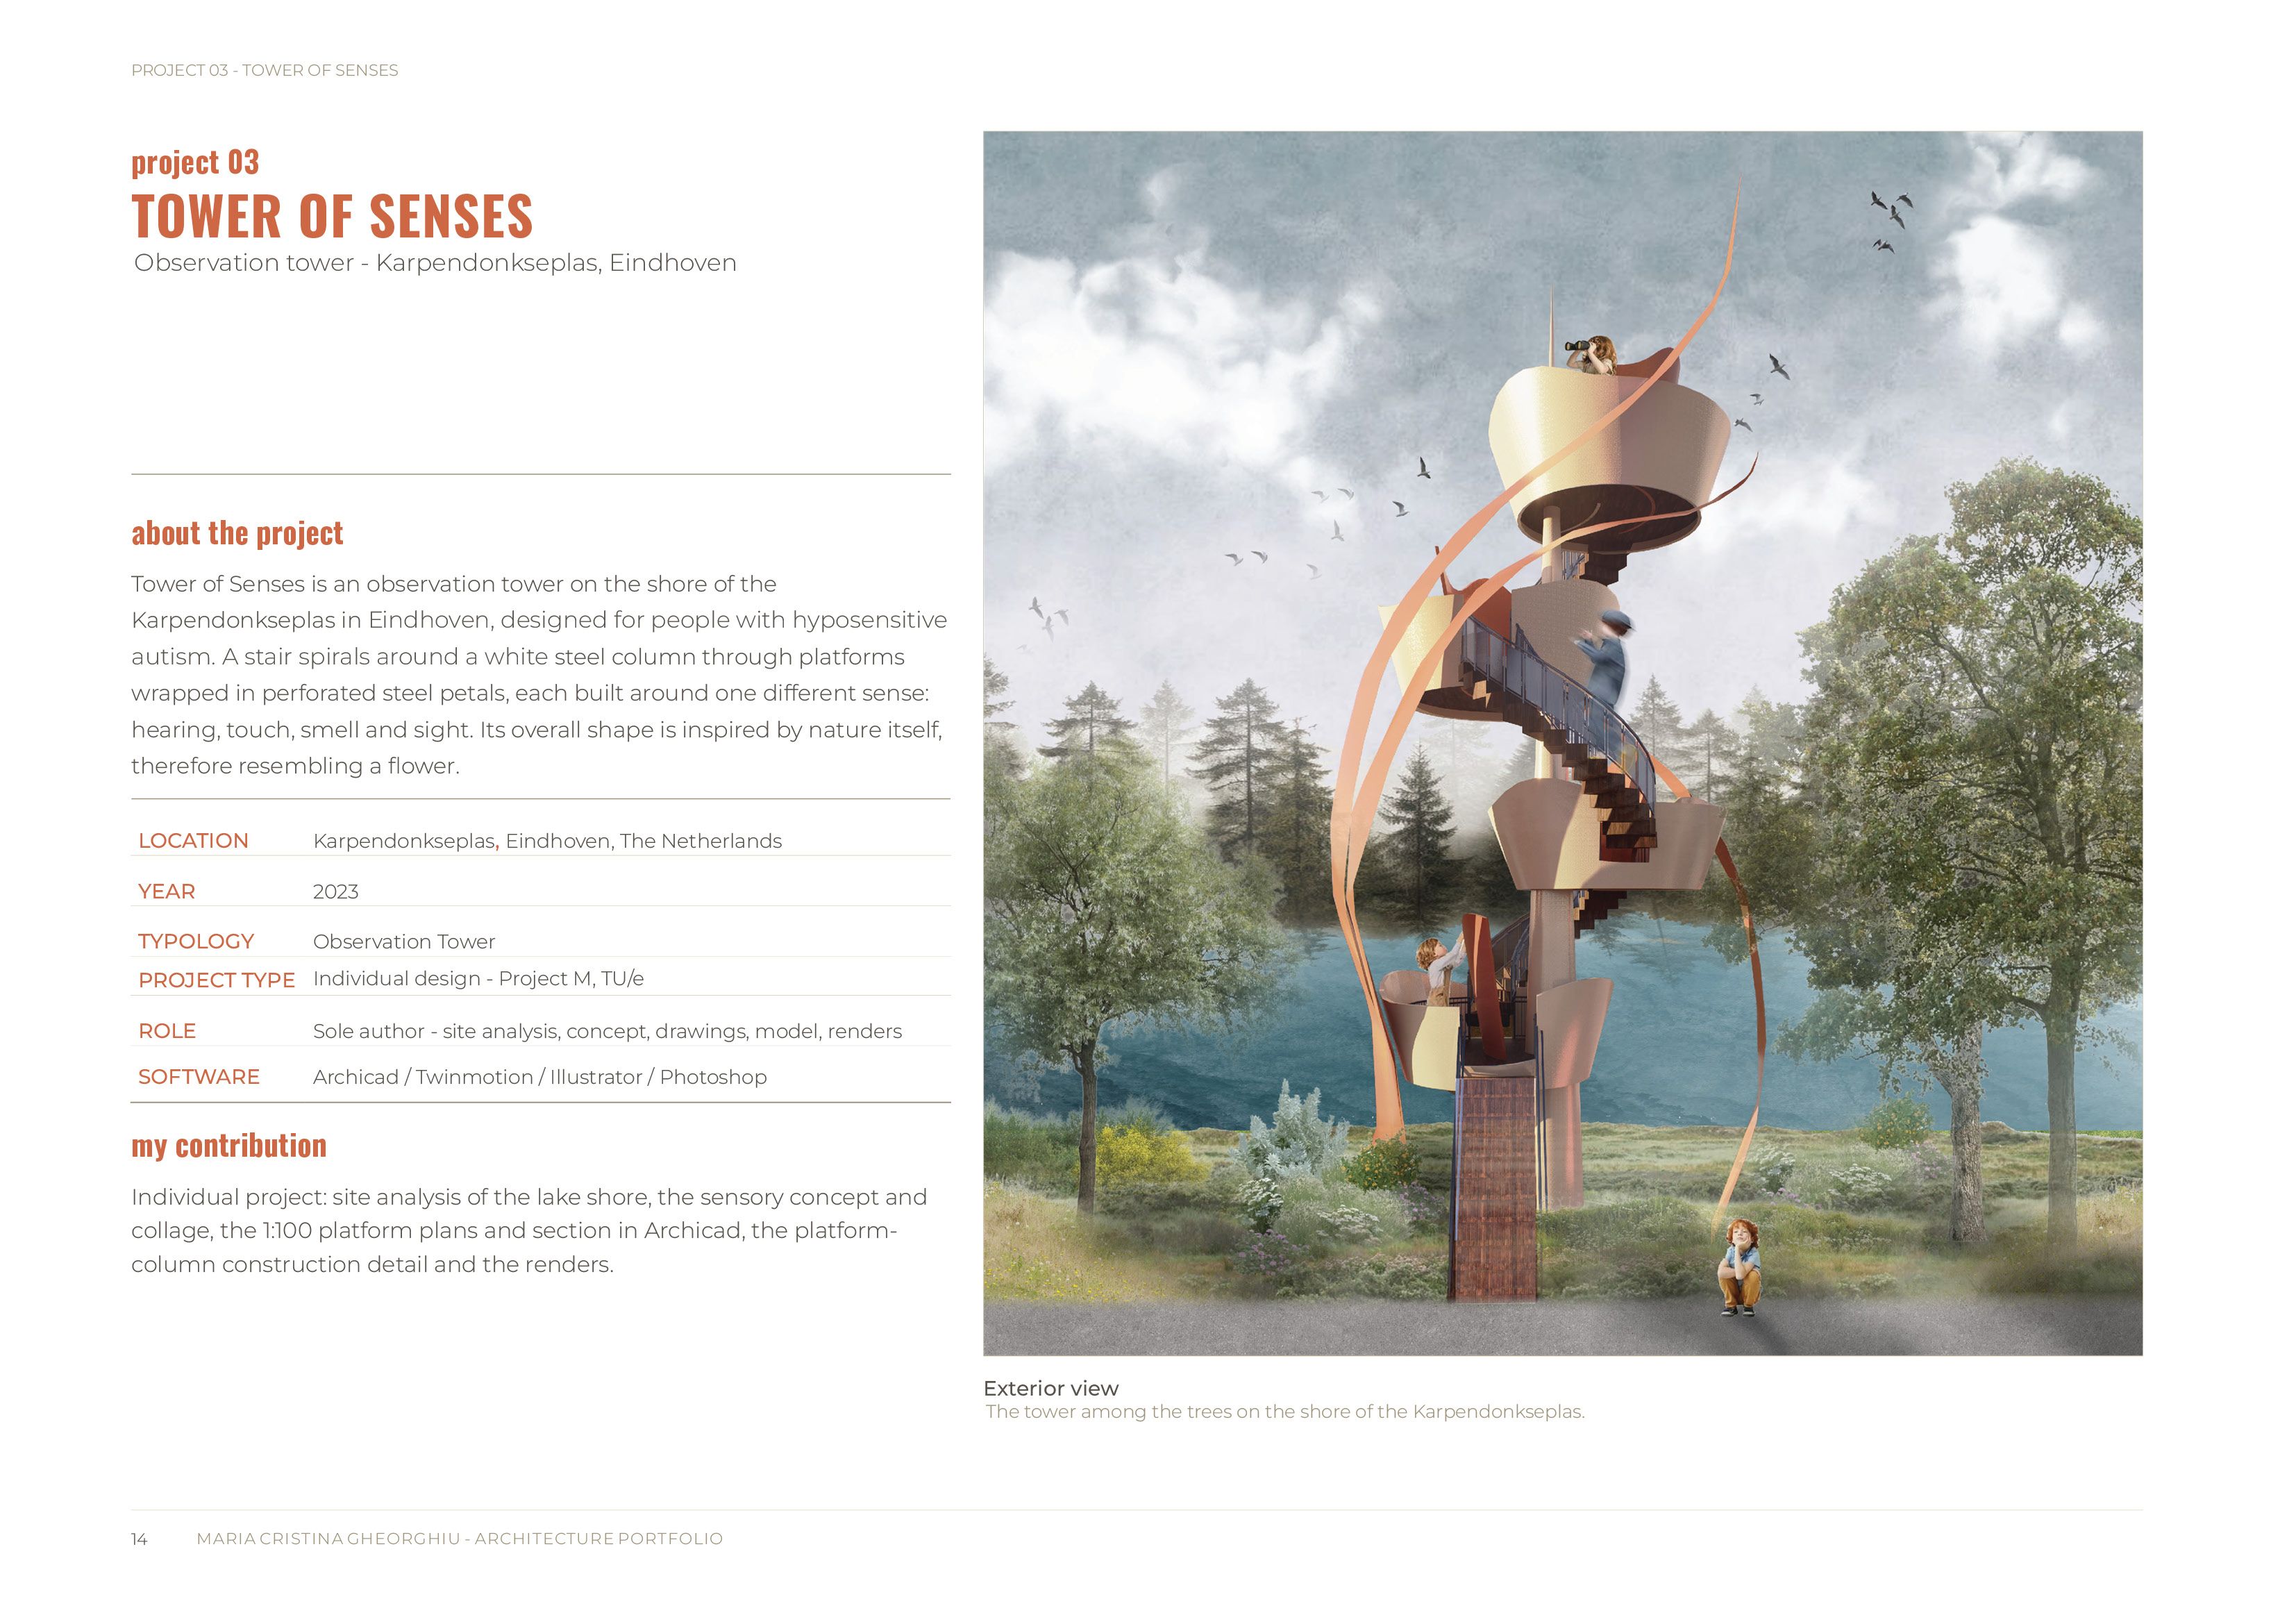 PROJECT 03 - TOWER OF SENSES
project 03
TOWER OF SENSES
Observation tower - Karpendonkseplas, Eindhoven
about the project
Tower of Senses is an observation tower on the shore of the
Karpendonkseplas in Eindhoven, designed for people with hyposensitive
autism. A stair spirals around a white steel column through platforms
wrapped in perforated steel petals, each built around one different sense:
hearing, touch, smell and sight. Its overall shape is inspired by nature itself,
therefore resembling a flower.
LOCATION Karpendonkseplas, Eindhoven, The Netherlands
YEAR 2023
TYPOLOGY Observation Tower
PROJECT TYPE Individual design - Project M, TU/e
ROLE Sole author - site analysis, concept, drawings, model, renders
SOFTWARE Archicad / Twinmotion / Illustrator / Photoshop
my contribution
Individual project: site analysis of the lake shore, the sensory concept and
collage, the 1:100 platform plans and section in Archicad, the platform-
column construction detail and the renders.
Exterior view
The tower among the trees on the shore of the Karpendonkseplas.
14 MARIA CRISTINA GHEORGHIU - ARCHITECTURE PORTFOLIO